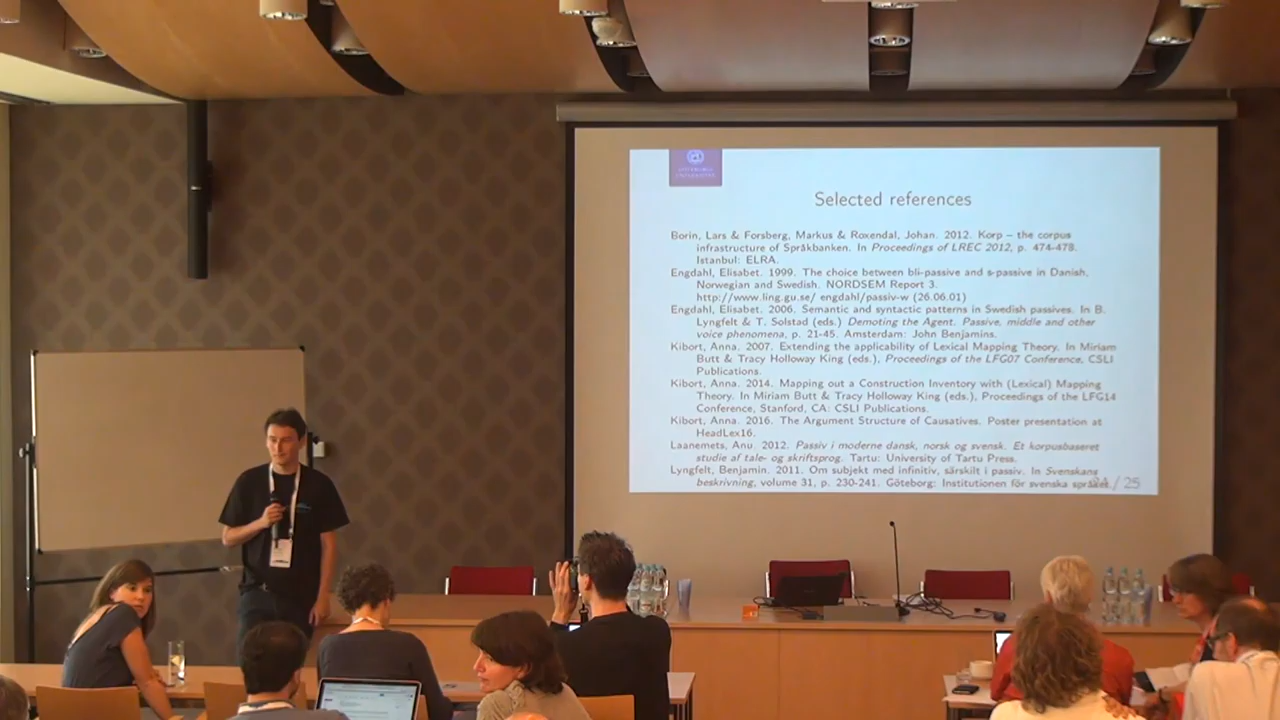 GÖTEBORGS
UNIVERSITET
Selected references
Borin, Lars & Forsberg, Markus & Roxendal, Johan. 2012. Korp – the corpus
infrastructure of Språkbanken. In Proceedings of LREC 2012, p. 474-478.
Istanbul: ELRA.
Engdahl, Elisabet. 1999. The choice between bli-passive and s-passive in Danish,
Norwegian and Swedish. NORDSEM Report 3.
http://www.ling.gu.se/ engdahl/passiv-w (26.06.01)
Engdahl, Elisabet. 2006. Semantic and syntactic patterns in Swedish passives. In B.
Lyngfelt & T. Solstad (eds.) Demoting the Agent. Passive, middle and other
voice phenomena, p. 21-45. Amsterdam: John Benjamins.
Kibort, Anna. 2007. Extending the applicability of Lexical Mapping Theory. In Miriam
Butt & Tracy Holloway King (eds.), Proceedings of the LFG07 Conference, CSLI
Publications.
Kibort, Anna. 2014. Mapping out a Construction Inventory with (Lexical) Mapping
Theory. In Miriam Butt & Tracy Holloway King (eds.), Proceedings of the LFG14
Conference, Stanford, CA: CSLI Publications.
Kibort, Anna. 2016. The Argument Structure of Causatives. Poster presentation at
HeadLex16.
Laanemets, Anu. 2012. Passiv i moderne dansk, norsk og svensk. Et korpusbaseret
studie af tale- og skriftsprog. Tartu: University of Tartu Press.
Lyngfelt, Benjamin. 2011. Om subjekt med infinitiv, särskilt i passiv. In Svenskans
beskrivning, volume 31, p. 230-241. Göteborg: Institutionen för svenska språket.
/ 25